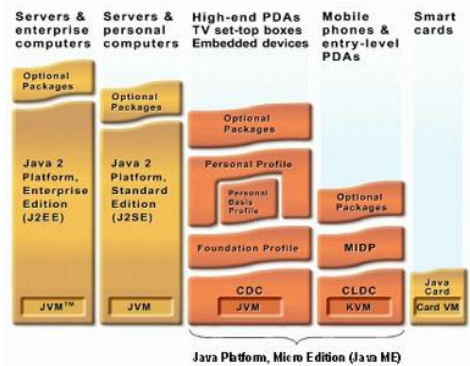 Servers &
enterprise
computers
Servers &
personal
computers
High-end PDAs
TV set-top boxes
Embedded devices
Mobile
phones &
entry-level
PDAs
Smart
cards
Optional
Packages
Java 2
Platform,
Enterprise
Edition
(J2EE)
JVM™
Optional
Packages
Java 2
Platform,
Standard
Edition
(J2SE)
JVM
Optional
Packages
Personal Profile
Personal
Basis
Profile
Foundation Profile
CDC
JVM
Optional
Packages
MIDP
CLDC
KVM
Java
Card
Card VM
Java Platform, Micro Edition (Java ME)